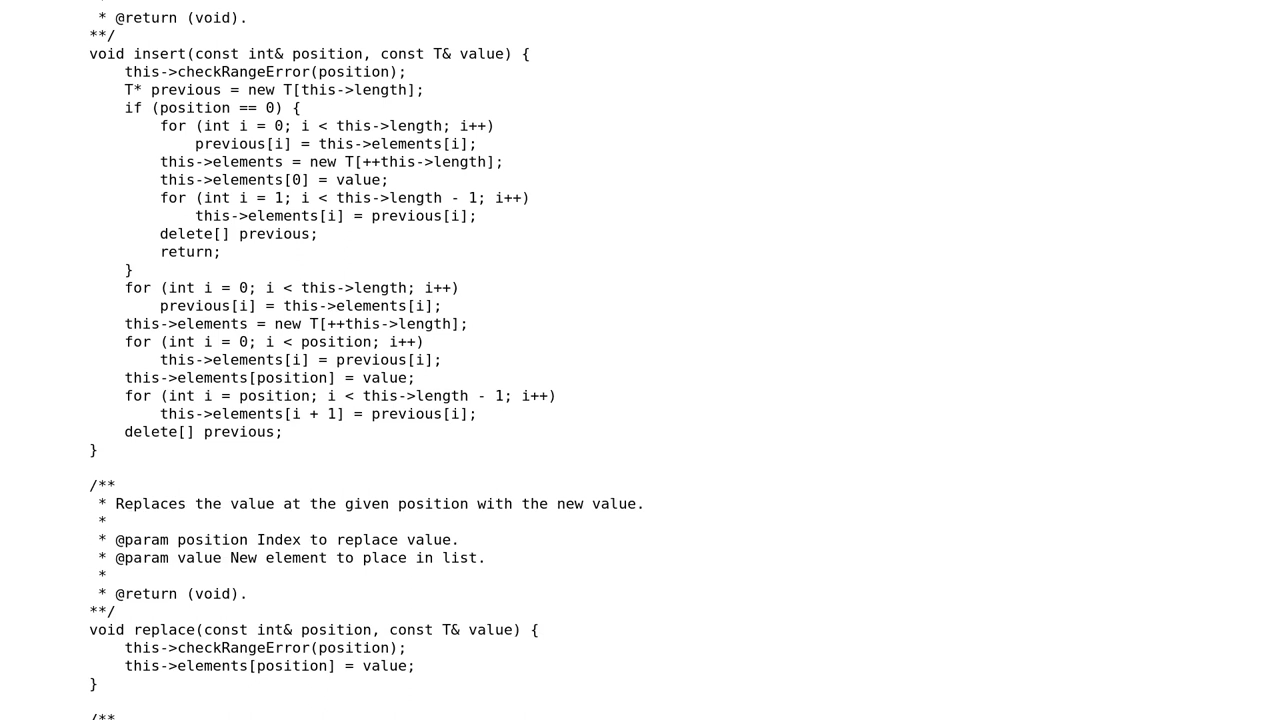 * @return (void).
**/
void insert(const int& position, const T& value) {
    this->checkRangeError(position);
    T* previous = new T[this->length];
    if (position == 0) {
        for (int i = 0; i < this->length; i++)
            previous[i] = this->elements[i];
        this->elements = new T[++this->length];
        this->elements[0] = value;
        for (int i = 1; i < this->length - 1; i++)
            this->elements[i] = previous[i];
        delete[] previous;
        return;
    }
    for (int i = 0; i < this->length; i++)
        previous[i] = this->elements[i];
    this->elements = new T[++this->length];
    for (int i = 0; i < position; i++)
        this->elements[i] = previous[i];
    this->elements[position] = value;
    for (int i = position; i < this->length - 1; i++)
        this->elements[i + 1] = previous[i];
    delete[] previous;
}

/**
 * Replaces the value at the given position with the new value.
 *
 * @param position Index to replace value.
 * @param value New element to place in list.
 *
 * @return (void).
**/
void replace(const int& position, const T& value) {
    this->checkRangeError(position);
    this->elements[position] = value;
}

/**